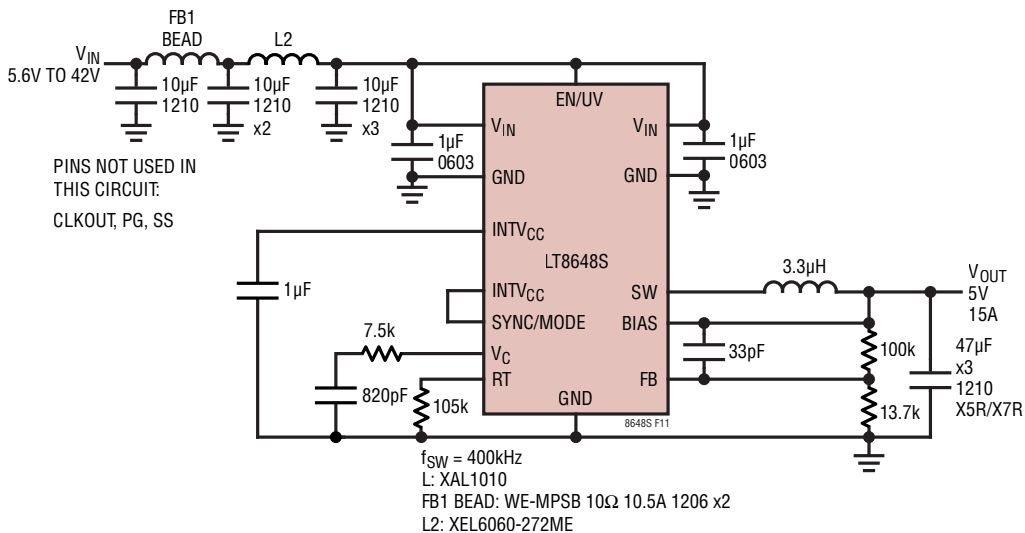 FB1
BEAD
L2
VIN
5.6V TO 42V
10µF
1210
10µF
1210
x2
10µF
1210
x3
EN/UV
VIN
VIN
1µF
0603
1µF
0603
GND
GND
PINS NOT USED IN
THIS CIRCUIT:
CLKOUT, PG, SS
INTVCC
LT8648S
1µF
INTVCC
SW
3.3µH
VOUT
5V
15A
SYNC/MODE
BIAS
7.5k
VC
33pF
100k
47µF
x3
1210
X5R/X7R
RT
FB
820pF
105k
GND
13.7k
8648S F11
fSW = 400kHz
L: XAL1010
FB1 BEAD: WE-MPSB 10Ω 10.5A 1206 x2
L2: XEL6060-272ME